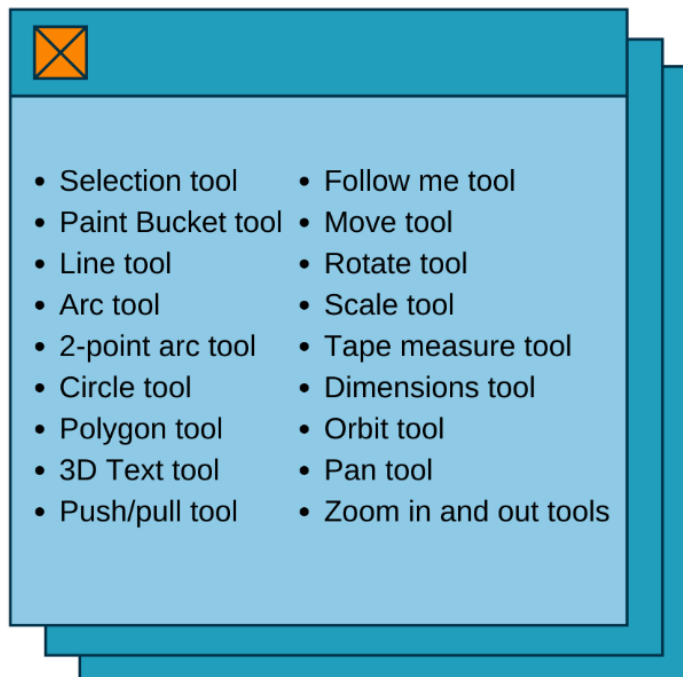 Selection tool
Paint Bucket tool
Line tool
Arc tool
2-point arc tool
Circle tool
Polygon tool
3D Text tool
Push/pull tool
Follow me tool
Move tool
Rotate tool
Scale tool
Tape measure tool
Dimensions tool
Orbit tool
Pan tool
Zoom in and out tools